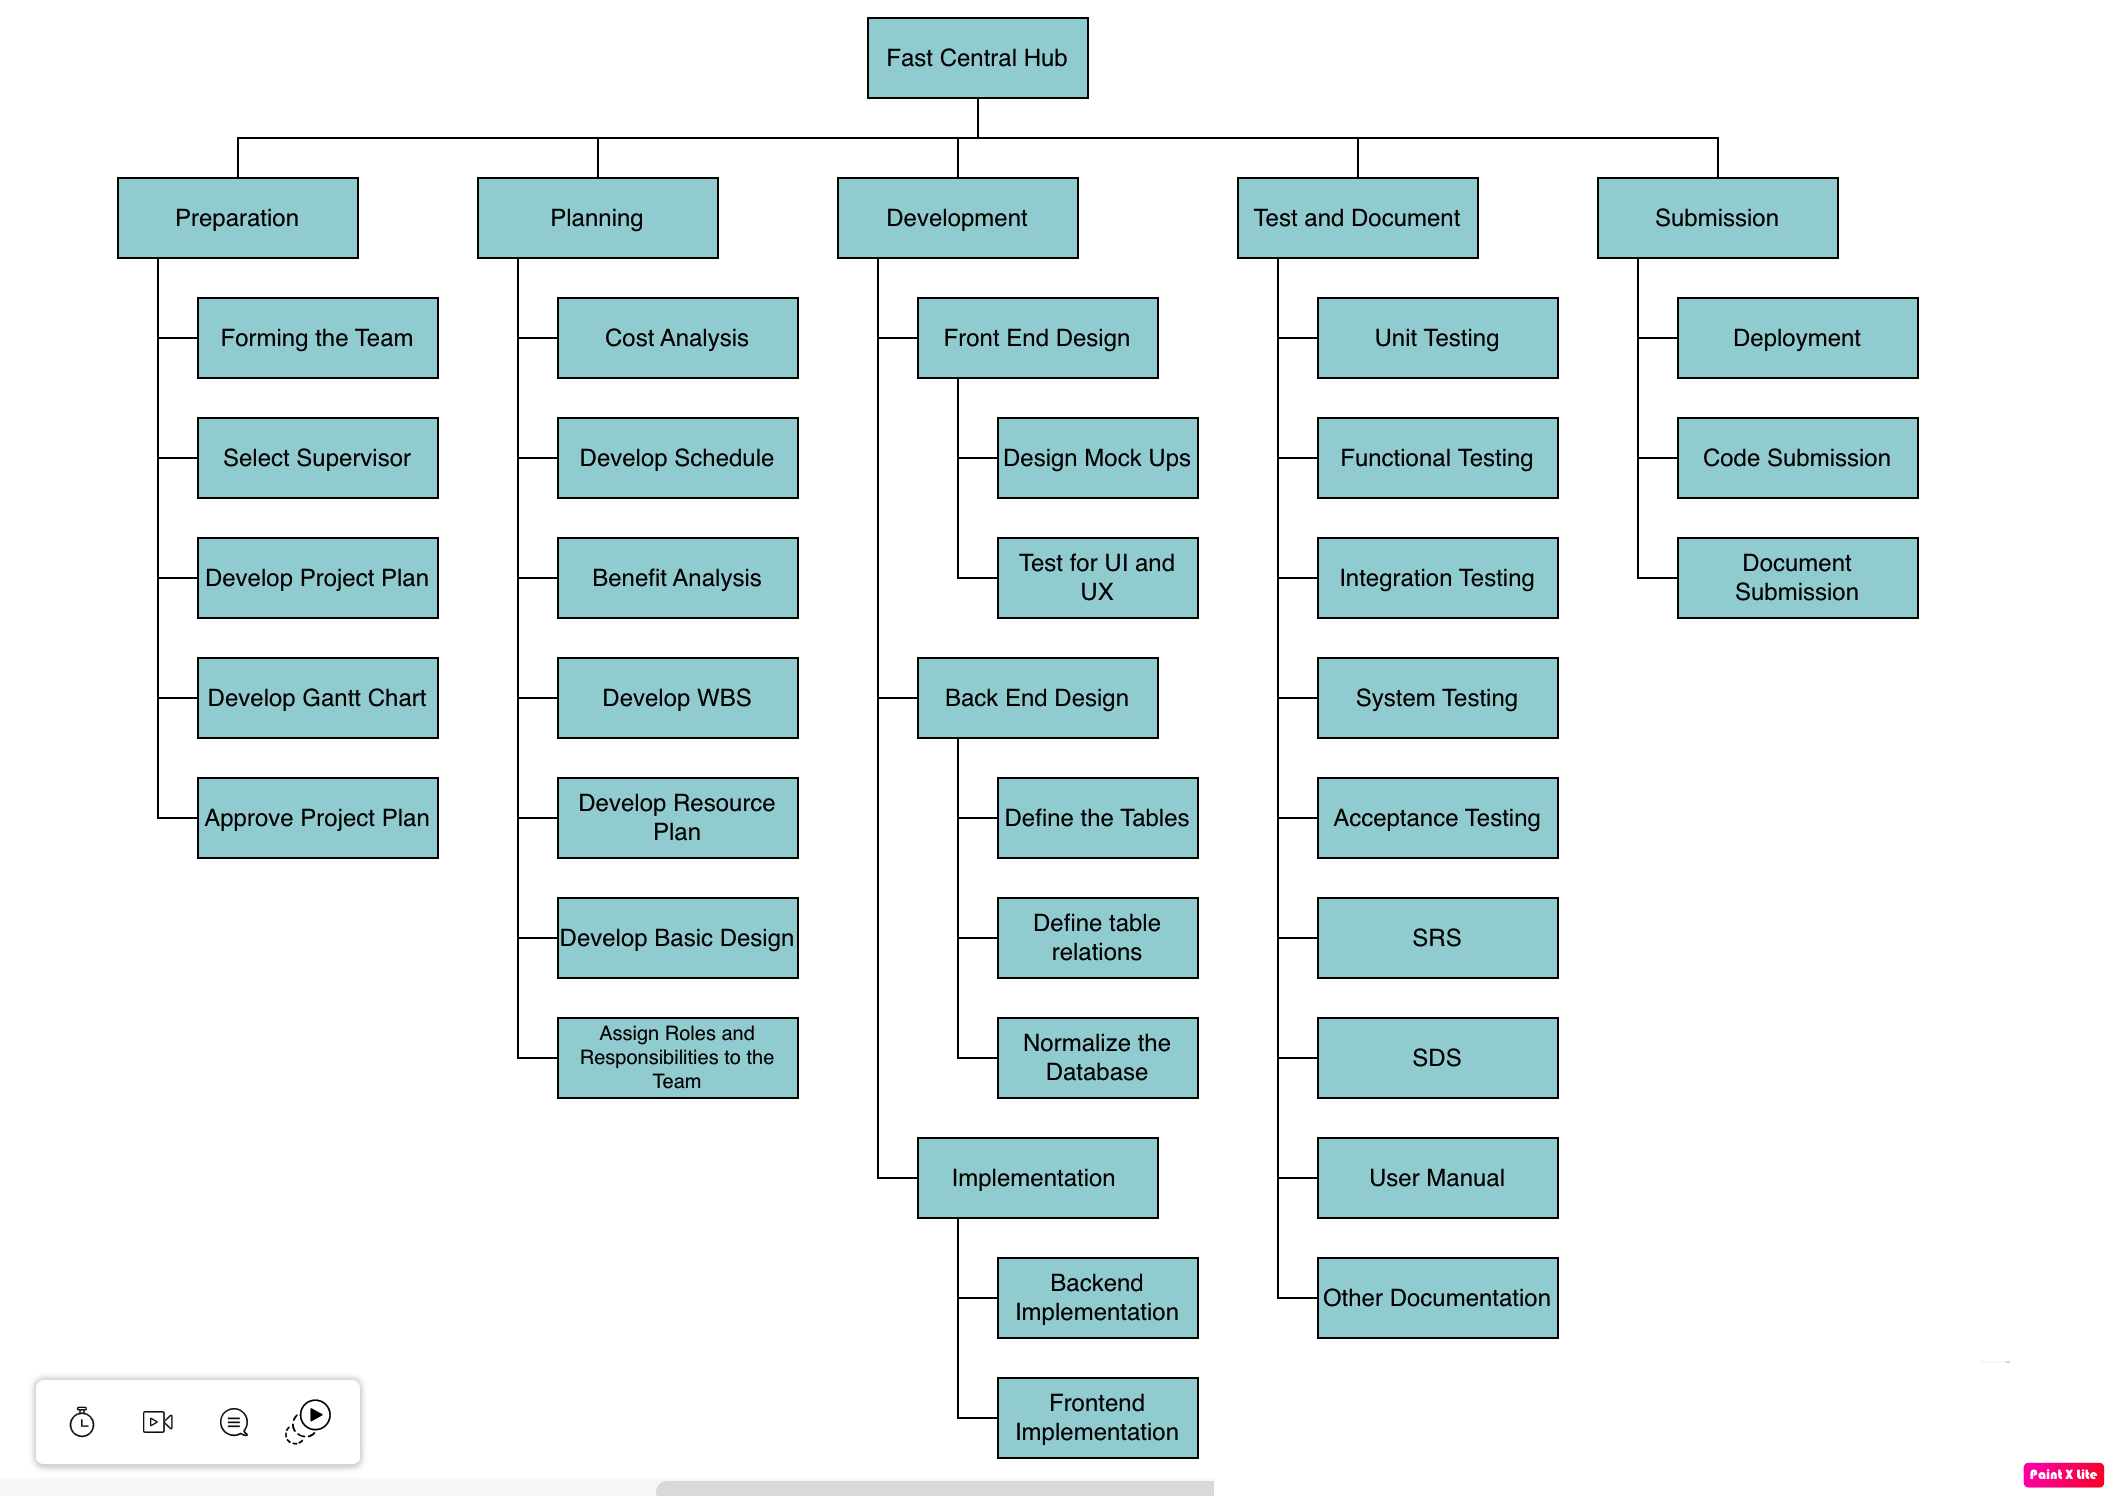 Fast Central Hub
Preparation
Forming the Team
Select Supervisor
Develop Project Plan
Develop Gantt Chart
Approve Project Plan
Planning
Cost Analysis
Develop Schedule
Benefit Analysis
Develop WBS
Develop Resource
Plan
Develop Basic Design
Assign Roles and
Responsibilities to the
Team
Development
Front End Design
Design Mock Ups
Test for UI and
UX
Back End Design
Define the Tables
Define table
relations
Normalize the
Database
Implementation
Backend
Implementation
Frontend
Implementation
Test and Document
Unit Testing
Functional Testing
Integration Testing
System Testing
Acceptance Testing
SRS
SDS
User Manual
Other Documentation
Submission
Deployment
Code Submission
Document
Submission
Paint X Lite